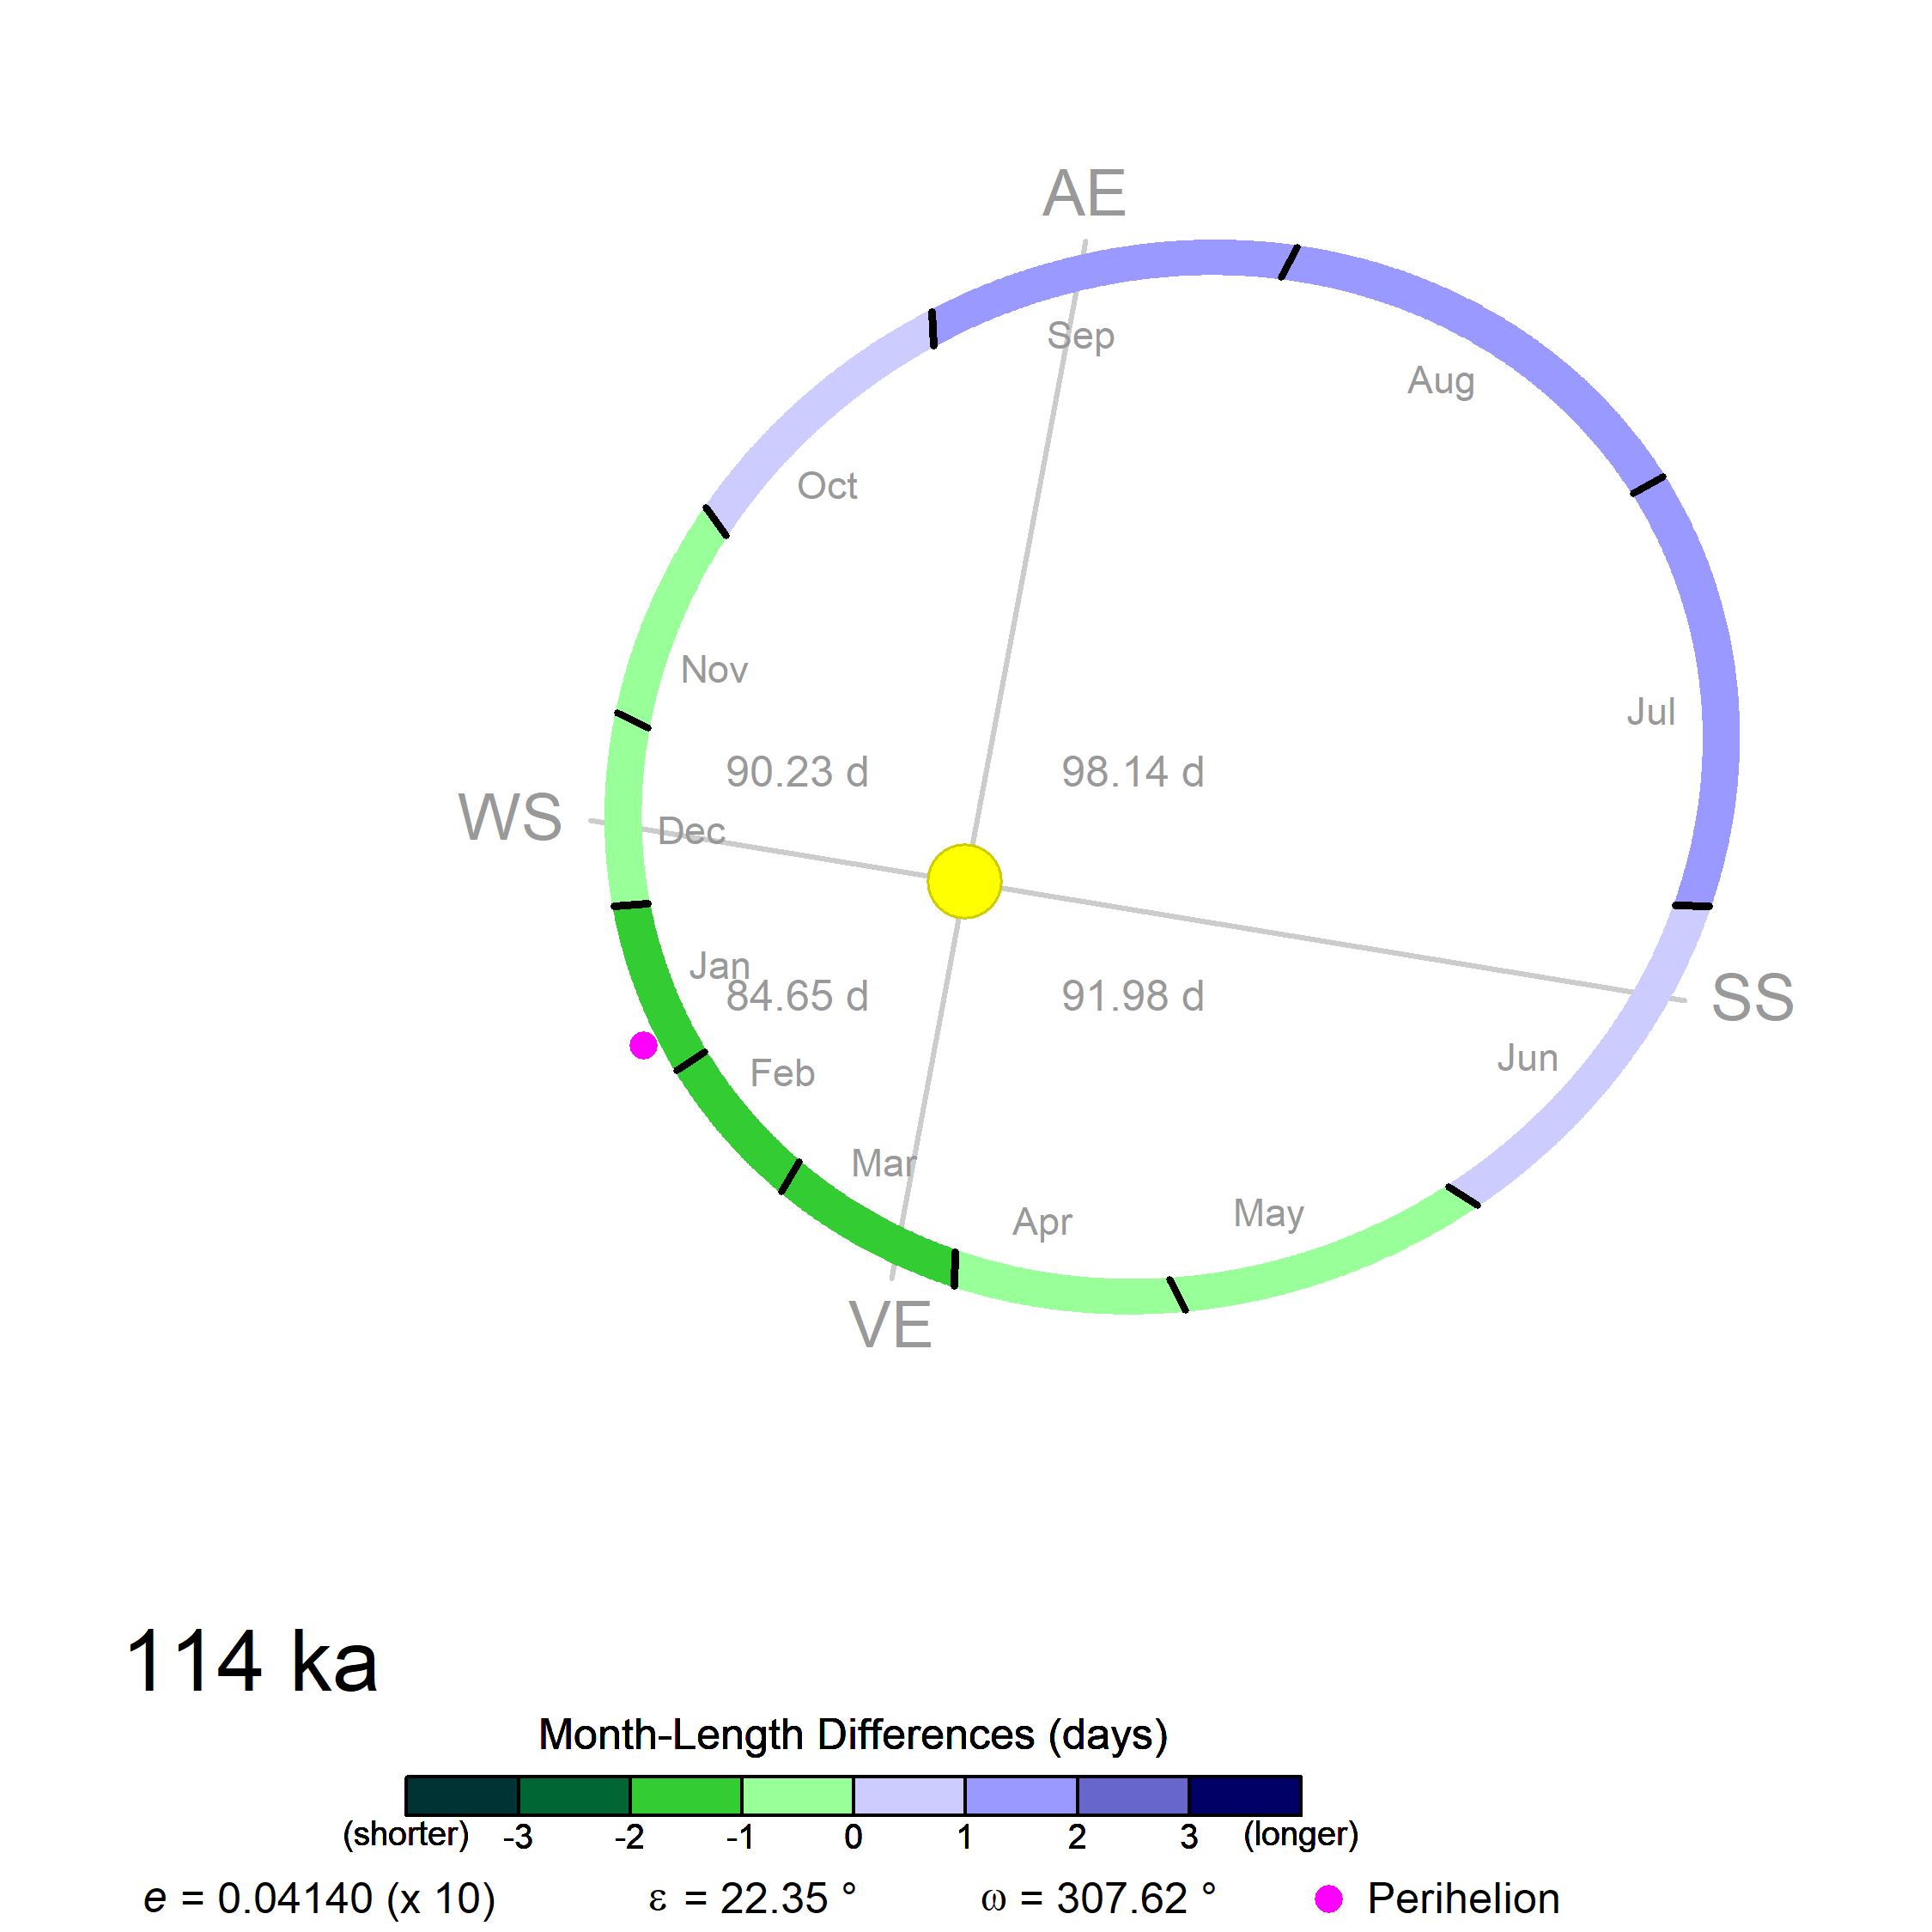 AE
Sep
Aug
Oct
Nov
Jul
90.23 d
98.14 d
WS
Dec
Jan
84.65 d
91.98 d
SS
Jun
Feb
Mar
Apr
May
VE
114 ka
Month-Length Differences (days)
(shorter) -3 -2 -1 0 1 2 3 (longer)
e = 0.04140 (x 10) ε = 22.35 ° ω = 307.62 ° Perihelion